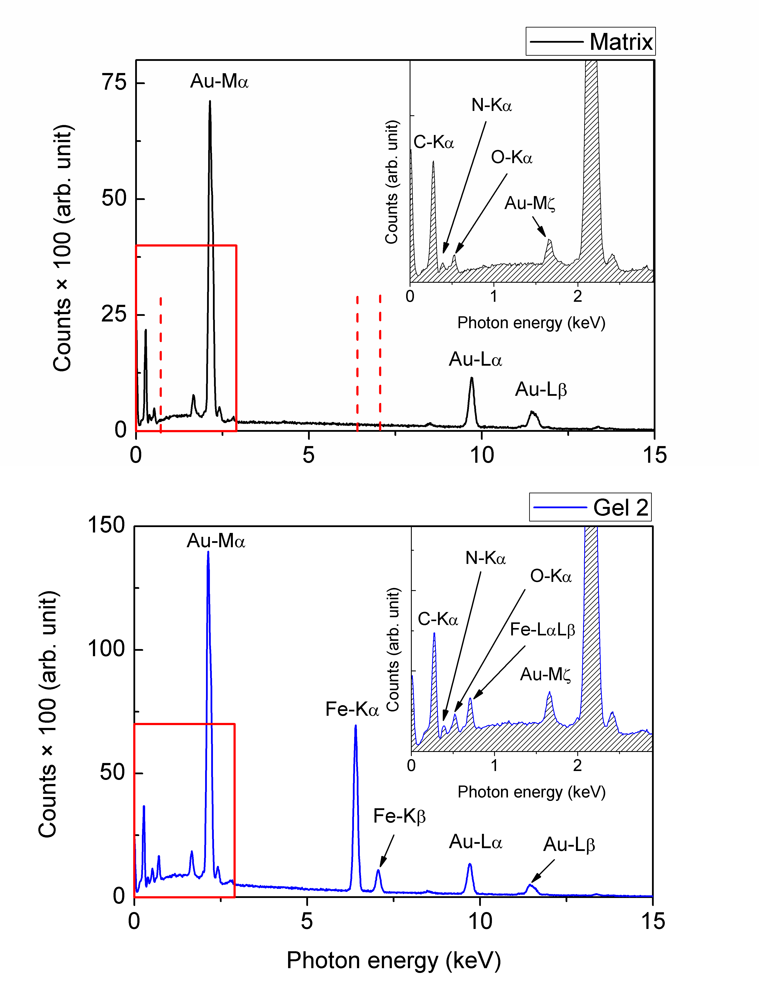 Matrix
75
50
25
0
Counts × 100 (arb. unit)
Au-Mα
Au-Lα
Au-Lβ
0 5 10 15
Counts (arb. unit)
C-Kα
N-Kα
O-Kα
Au-Mζ
0 1 2
Photon energy (keV)
Gel 2
150
100
50
0
Counts × 100 (arb. unit)
Au-Mα
Fe-Kα
Fe-Kβ
Au-Lα
Au-Lβ
0 5 10 15
Photon energy (keV)
Counts (arb. unit)
C-Kα
N-Kα
O-Kα
Fe-LαLβ
Au-Mζ
0 1 2
Photon energy (keV)